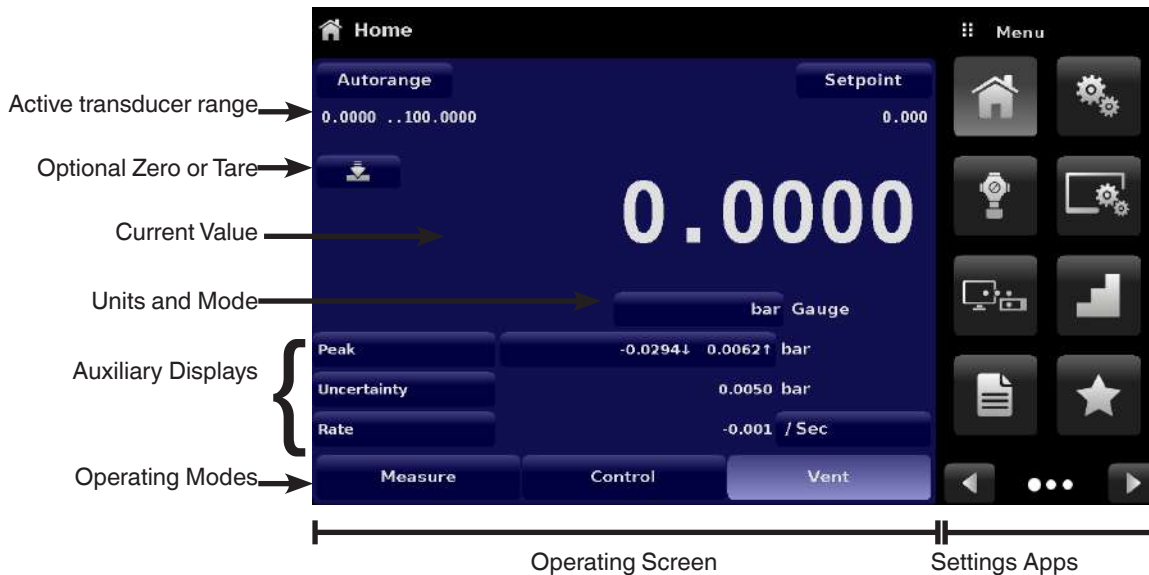 Home
Menu
Autorange
Setpoint
Active transducer range
0.0000 ..100.0000
0.000
Optional Zero or Tare
Current Value
0.0000
Units and Mode
bar Gauge
Auxiliary Displays
Peak
-0.0294↓ 0.0062↑ bar
Uncertainty
0.0050 bar
Rate
-0.001 / Sec
Operating Modes
Measure
Control
Vent
Operating Screen
Settings Apps